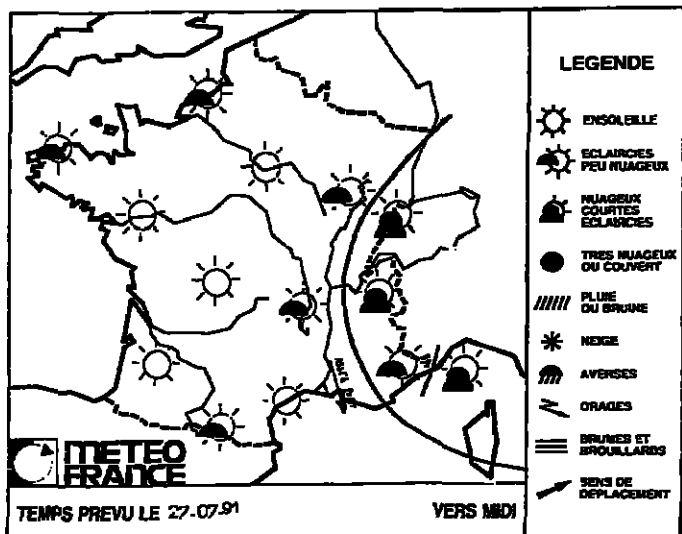 LEGENDE
ENSOLEILLE
ECLAIRCIES
PEU NUAGEUX
NUAGEUX
COURTES
ECLAIRCIES
TRES NUAGEUX
OU COUVERT
PLUIE
OU BRUINE
NEIGE
AVERSES
ORAGES
BRUMES ET
BROUILLARDS
SENS DE
DEPLACEMENT
METEO
FRANCE
TEMPS PREVU LE 27-07-91
VERS MIDI